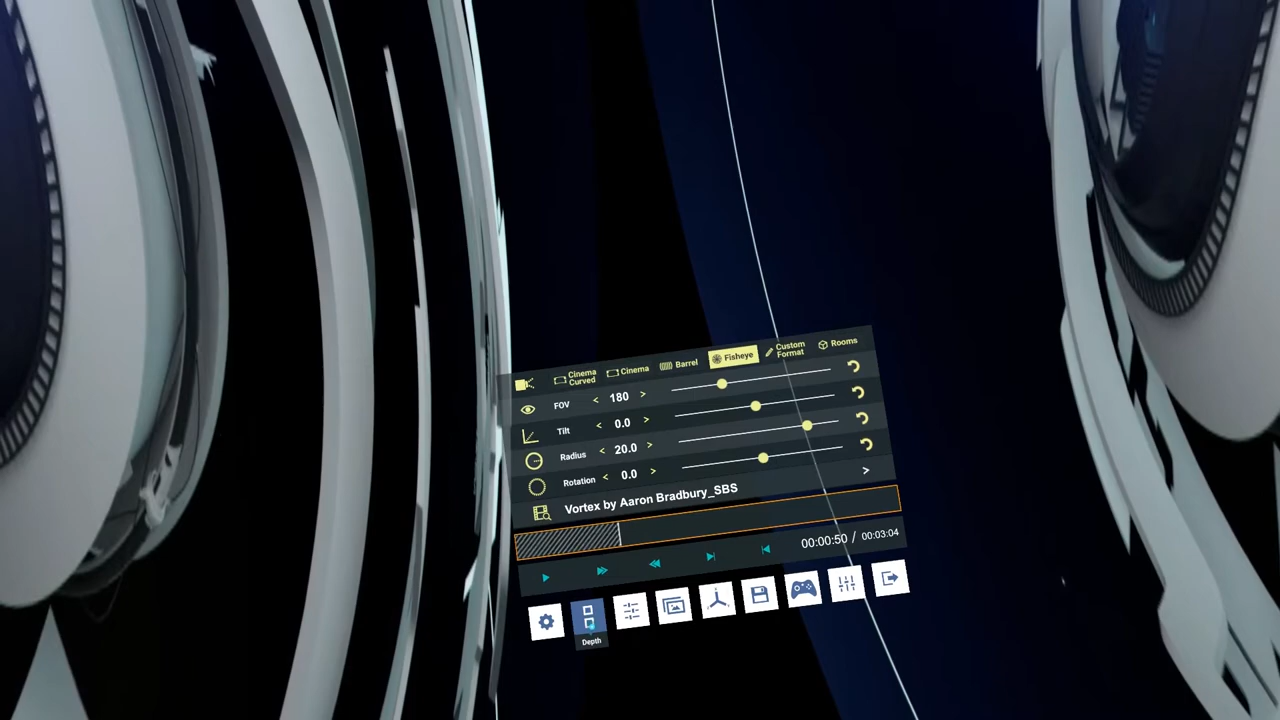 Cinema Curved
Cinema
Barrel
Fisheye
Custom Format
Rooms
FOV < 180 >
Tilt < 0.0 >
Radius < 20.0 >
Rotation < 0.0 >
Vortex by Aaron Bradbury_SBS >
00:00:50 / 00:03:04
Depth